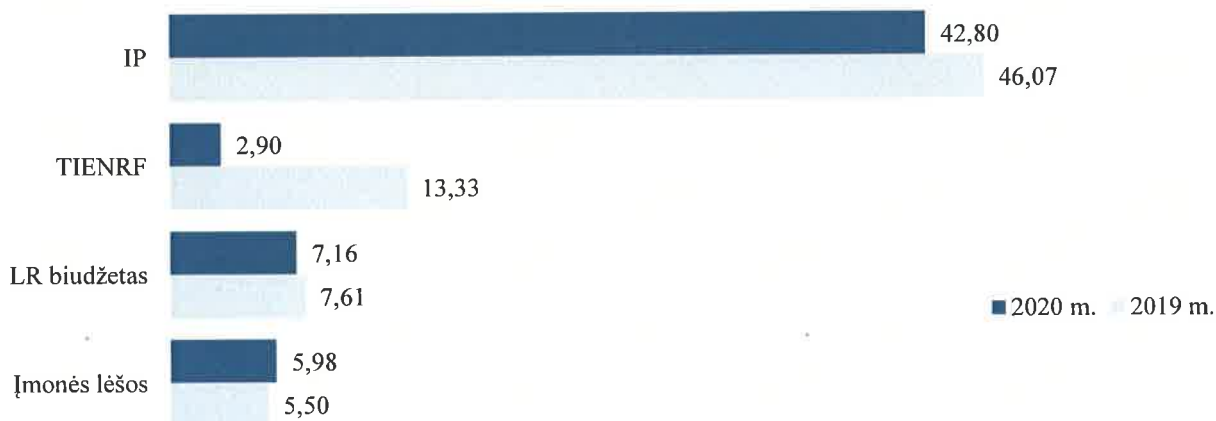 IP
42,80
46,07
TIENRF
2,90
13,33
LR biudžetas
7,16
7,61
2020 m. 2019 m.
Įmonės lėšos
5,98
5,50